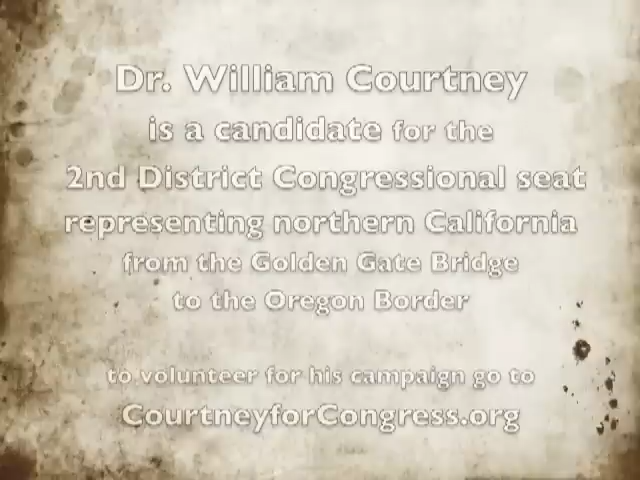 Dr. William Courtney
is a candidate for the
2nd District Congressional seat
representing northern California
from the Golden Gate Bridge
to the Oregon Border
to volunteer for his campaign go to
CourtneyforCongress.org